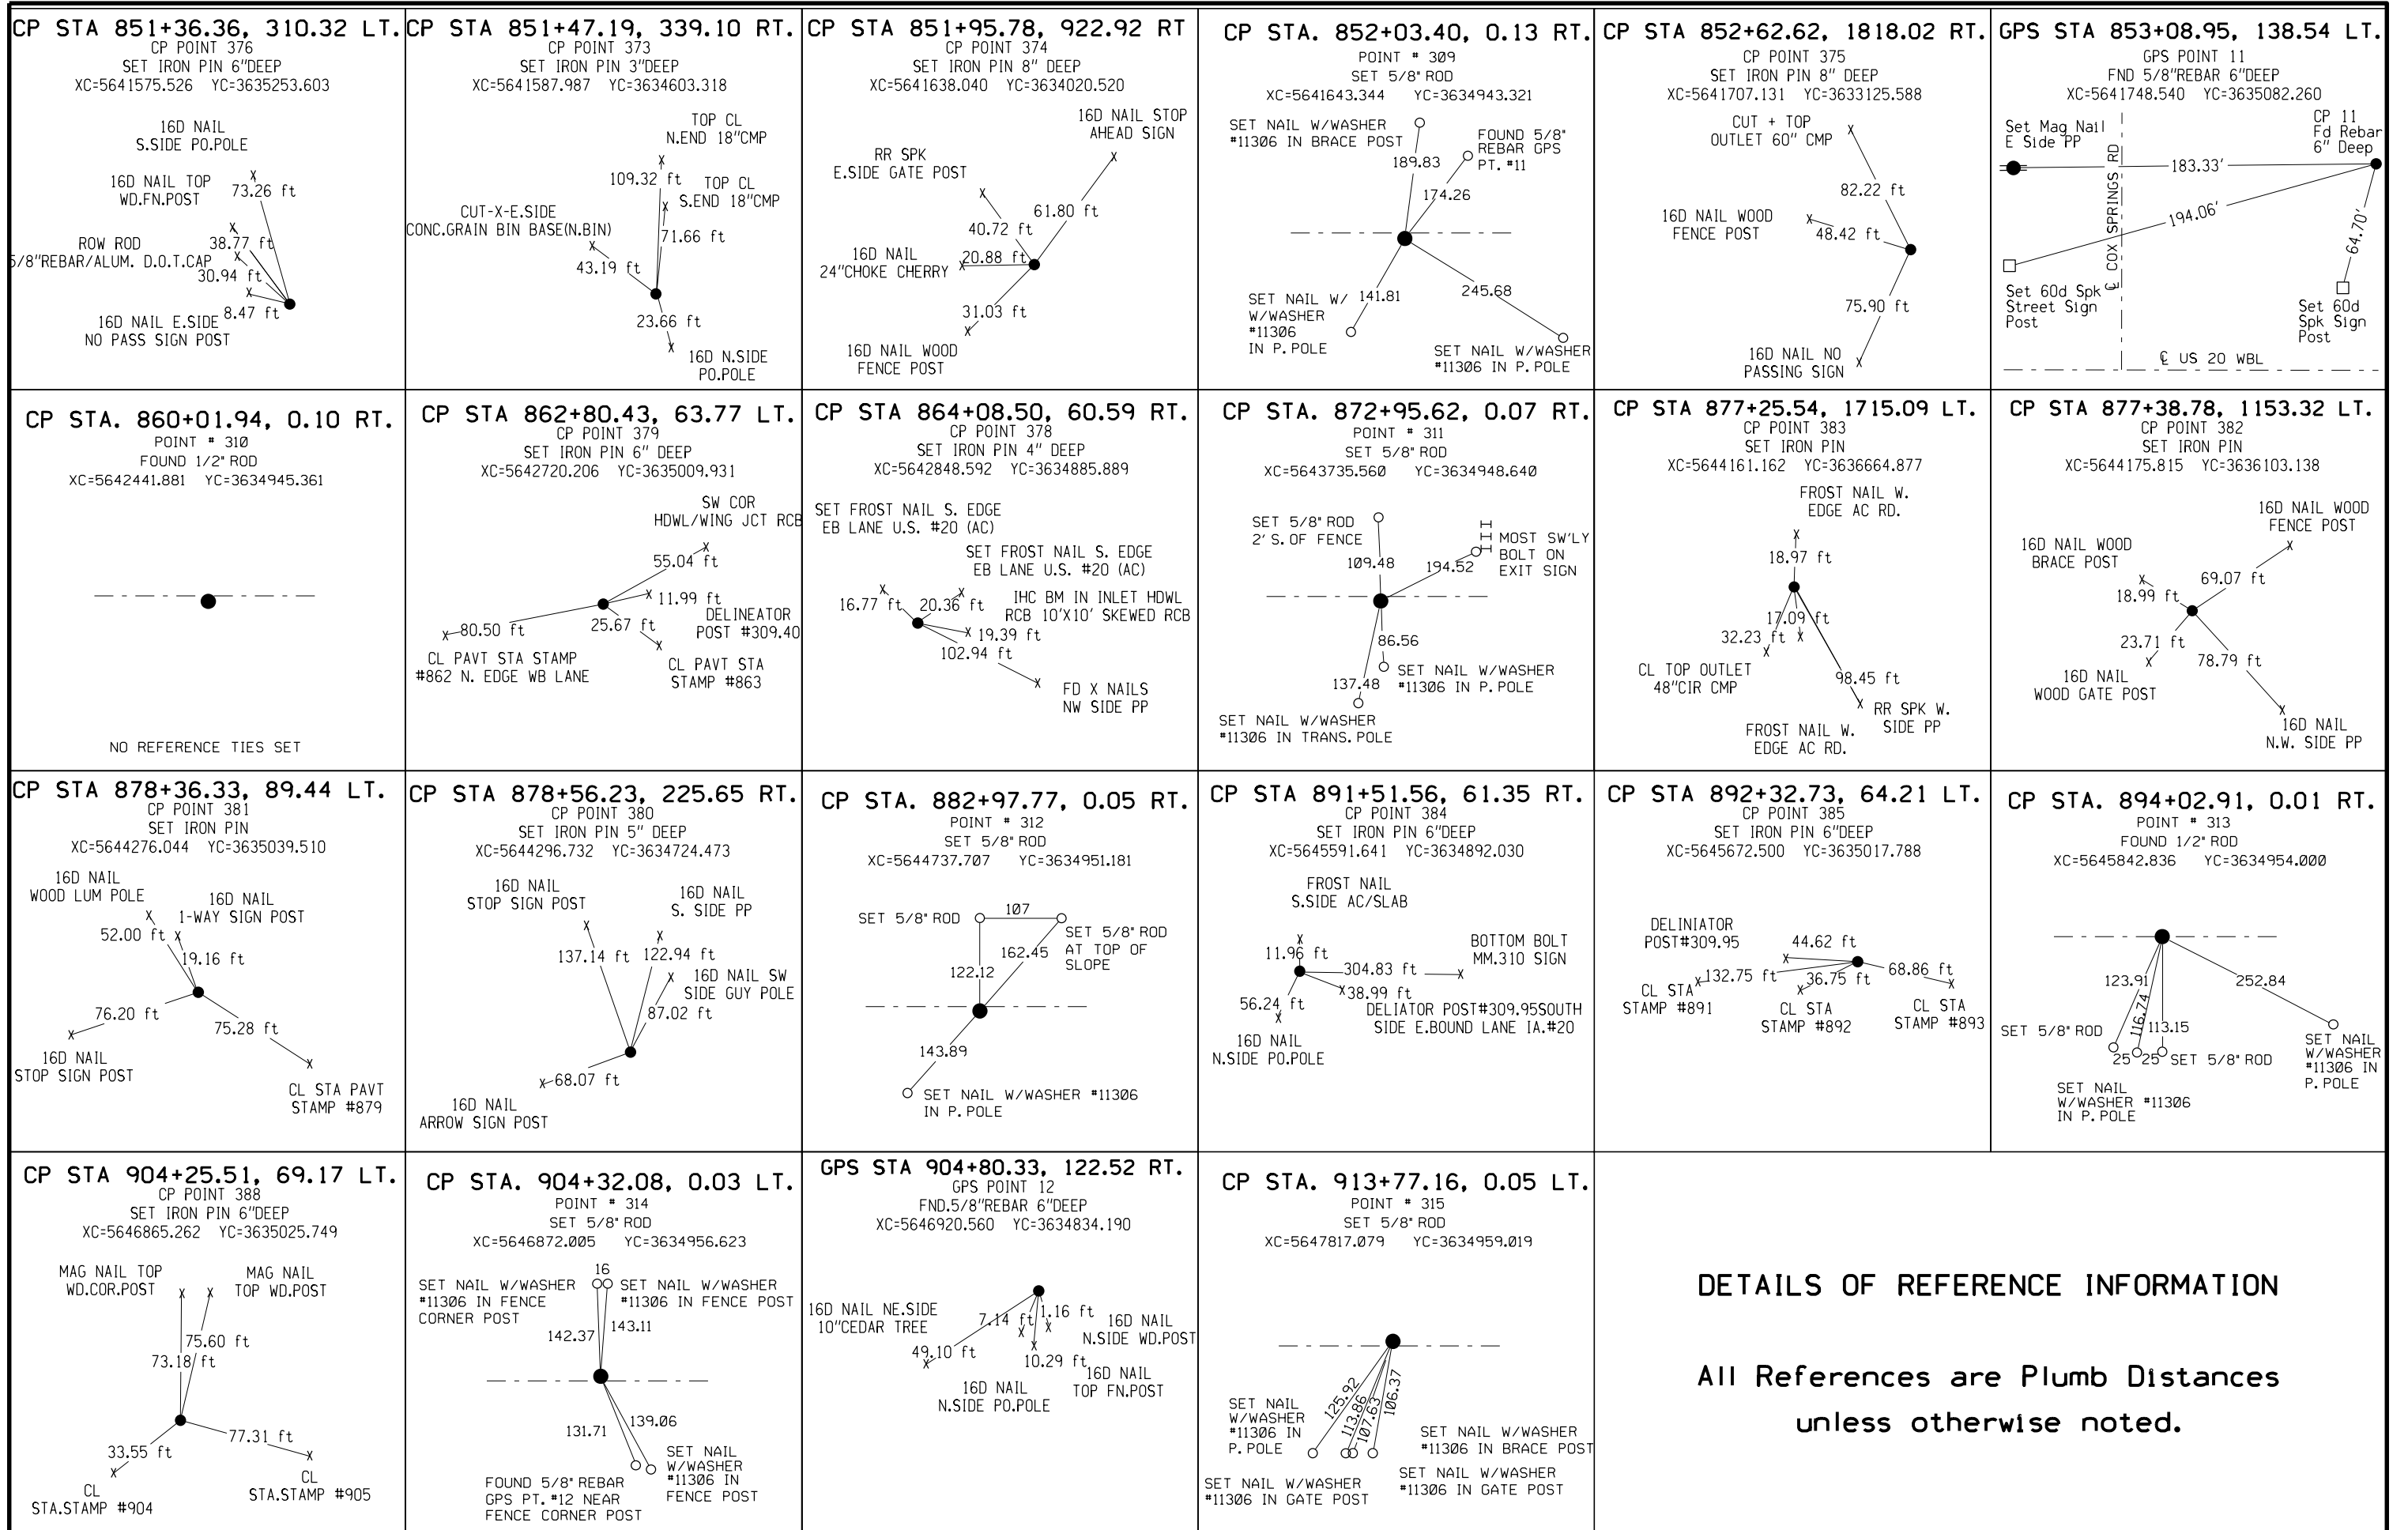 CP STA 851+36.36, 310.32 LT.
CP POINT 376
SET IRON PIN 6"DEEP
XC=5641575.526 YC=3635253.603
16D NAIL
S.SIDE PO.POLE
16D NAIL TOP
WD.FN.POST
73.26 ft
38.77 ft
ROW ROD
5/8"REBAR/ALUM. D.O.T.CAP
30.94 ft
8.47 ft
16D NAIL E.SIDE
NO PASS SIGN POST
CP STA 851+47.19, 339.10 RT.
CP POINT 373
SET IRON PIN 3"DEEP
XC=5641587.987 YC=3634603.318
TOP CL
N.END 18"CMP
109.32 ft
TOP CL
S.END 18"CMP
CUT-X-E.SIDE
CONC.GRAIN BIN BASE(N.BIN)
71.66 ft
43.19 ft
23.66 ft
16D N.SIDE
PO.POLE
CP STA 851+95.78, 922.92 RT
CP POINT 374
SET IRON PIN 8" DEEP
XC=5641638.040 YC=3634020.520
16D NAIL STOP
AHEAD SIGN
RR SPK
E.SIDE GATE POST
61.80 ft
40.72 ft
16D NAIL
24"CHOKE CHERRY
20.88 ft
31.03 ft
16D NAIL WOOD
FENCE POST
CP STA. 852+03.40, 0.13 RT.
POINT # 309
SET 5/8" ROD
XC=5641643.344 YC=3634943.321
SET NAIL W/WASHER
#11306 IN BRACE POST
FOUND 5/8"
REBAR GPS
PT. #11
189.83
174.26
SET NAIL W/
W/WASHER
#11306
IN P.POLE
141.81
245.68
SET NAIL W/WASHER
#11306 IN P.POLE
CP STA 852+62.62, 1818.02 RT.
CP POINT 375
SET IRON PIN 8" DEEP
XC=5641707.131 YC=3633125.588
CUT + TOP
OUTLET 60" CMP
82.22 ft
16D NAIL WOOD
FENCE POST
48.42 ft
75.90 ft
16D NAIL NO
PASSING SIGN
GPS STA 853+08.95, 138.54 LT.
GPS POINT 11
FND 5/8"REBAR 6"DEEP
XC=5641748.540 YC=3635082.260
Set Mag Nail
E Side PP
CP 11
Fd Rebar
6" Deep
183.33'
194.06'
64.70'
℄ COX SPRINGS RD
Set 60d Spk
Street Sign
Post
Set 60d
Spk Sign
Post
℄ US 20 WBL
CP STA. 860+01.94, 0.10 RT.
POINT # 310
FOUND 1/2" ROD
XC=5642441.881 YC=3634945.361
NO REFERENCE TIES SET
CP STA 862+80.43, 63.77 LT.
CP POINT 379
SET IRON PIN 6" DEEP
XC=5642720.206 YC=3635009.931
SW COR
HDWL/WING JCT RCB
55.04 ft
11.99 ft
DELINEATOR
POST #309.40
25.67 ft
80.50 ft
CL PAVT STA STAMP
#862 N. EDGE WB LANE
CL PAVT STA
STAMP #863
CP STA 864+08.50, 60.59 RT.
CP POINT 378
SET IRON PIN 4" DEEP
XC=5642848.592 YC=3634885.889
SET FROST NAIL S. EDGE
EB LANE U.S. #20 (AC)
SET FROST NAIL S. EDGE
EB LANE U.S. #20 (AC)
16.77 ft
20.36 ft
IHC BM IN INLET HDWL
RCB 10'X10' SKEWED RCB
19.39 ft
102.94 ft
FD X NAILS
NW SIDE PP
CP STA. 872+95.62, 0.07 RT.
POINT # 311
SET 5/8" ROD
XC=5643735.560 YC=3634948.640
SET 5/8" ROD
2' S.OF FENCE
109.48
194.52
MOST SW'LY
BOLT ON
EXIT SIGN
86.56
SET NAIL W/WASHER
#11306 IN P.POLE
137.48
SET NAIL W/WASHER
#11306 IN TRANS.POLE
CP STA 877+25.54, 1715.09 LT.
CP POINT 383
SET IRON PIN
XC=5644161.162 YC=3636664.877
FROST NAIL W.
EDGE AC RD.
18.97 ft
17.09 ft
32.23 ft
CL TOP OUTLET
48"CIR CMP
98.45 ft
RR SPK W.
SIDE PP
FROST NAIL W.
EDGE AC RD.
CP STA 877+38.78, 1153.32 LT.
CP POINT 382
SET IRON PIN
XC=5644175.815 YC=3636103.138
16D NAIL WOOD
FENCE POST
16D NAIL WOOD
BRACE POST
69.07 ft
18.99 ft
23.71 ft
78.79 ft
16D NAIL
WOOD GATE POST
16D NAIL
N.W. SIDE PP
CP STA 878+36.33, 89.44 LT.
CP POINT 381
SET IRON PIN
XC=5644276.044 YC=3635039.510
16D NAIL
WOOD LUM POLE
16D NAIL
1-WAY SIGN POST
52.00 ft
19.16 ft
76.20 ft
75.28 ft
16D NAIL
STOP SIGN POST
CL STA PAVT
STAMP #879
CP STA 878+56.23, 225.65 RT.
CP POINT 380
SET IRON PIN 5" DEEP
XC=5644296.732 YC=3634724.473
16D NAIL
STOP SIGN POST
16D NAIL
S. SIDE PP
137.14 ft
122.94 ft
16D NAIL SW
SIDE GUY POLE
87.02 ft
68.07 ft
16D NAIL
ARROW SIGN POST
CP STA. 882+97.77, 0.05 RT.
POINT # 312
SET 5/8" ROD
XC=5644737.707 YC=3634951.181
SET 5/8" ROD
107
SET 5/8" ROD
AT TOP OF
SLOPE
162.45
122.12
143.89
SET NAIL W/WASHER #11306
IN P.POLE
CP STA 891+51.56, 61.35 RT.
CP POINT 384
SET IRON PIN 6"DEEP
XC=5645591.641 YC=3634892.030
FROST NAIL
S.SIDE AC/SLAB
11.96 ft
BOTTOM BOLT
MM.310 SIGN
304.83 ft
38.99 ft
56.24 ft
DELIATOR POST#309.95SOUTH
SIDE E.BOUND LANE IA.#20
16D NAIL
N.SIDE PO.POLE
CP STA 892+32.73, 64.21 LT.
CP POINT 385
SET IRON PIN 6"DEEP
XC=5645672.500 YC=3635017.788
DELINIATOR
POST#309.95
44.62 ft
132.75 ft
36.75 ft
68.86 ft
CL STA
STAMP #891
CL STA
STAMP #892
CL STA
STAMP #893
CP STA. 894+02.91, 0.01 RT.
POINT # 313
FOUND 1/2" ROD
XC=5645842.836 YC=3634954.000
123.91
116.74
113.15
252.84
SET 5/8" ROD
25
25
SET 5/8" ROD
SET NAIL
W/WASHER #11306
IN P.POLE
SET NAIL
W/WASHER
#11306 IN
P.POLE
CP STA 904+25.51, 69.17 LT.
CP POINT 388
SET IRON PIN 6"DEEP
XC=5646865.262 YC=3635025.749
MAG NAIL TOP
WD.COR.POST
MAG NAIL
TOP WD.POST
75.60 ft
73.18 ft
33.55 ft
77.31 ft
CL
STA.STAMP #904
CL
STA.STAMP #905
CP STA. 904+32.08, 0.03 LT.
POINT # 314
SET 5/8" ROD
XC=5646872.005 YC=3634956.623
16
SET NAIL W/WASHER
#11306 IN FENCE
CORNER POST
SET NAIL W/WASHER
#11306 IN FENCE POST
142.37
143.11
131.71
139.06
FOUND 5/8" REBAR
GPS PT. #12 NEAR
FENCE CORNER POST
SET NAIL
W/WASHER
#11306 IN
FENCE POST
GPS STA 904+80.33, 122.52 RT.
GPS POINT 12
FND.5/8"REBAR 6"DEEP
XC=5646920.560 YC=3634834.190
16D NAIL NE.SIDE
10"CEDAR TREE
7.14 ft
1.16 ft
16D NAIL
N.SIDE WD.POST
49.10 ft
10.29 ft
16D NAIL
TOP FN.POST
16D NAIL
N.SIDE PO.POLE
CP STA. 913+77.16, 0.05 LT.
POINT # 315
SET 5/8" ROD
XC=5647817.079 YC=3634959.019
125.92
113.86
107.63
106.37
SET NAIL
W/WASHER
#11306 IN
P.POLE
SET NAIL W/WASHER
#11306 IN BRACE POST
SET NAIL W/WASHER
#11306 IN GATE POST
SET NAIL W/WASHER
#11306 IN GATE POST
DETAILS OF REFERENCE INFORMATION
All References are Plumb Distances
unless otherwise noted.